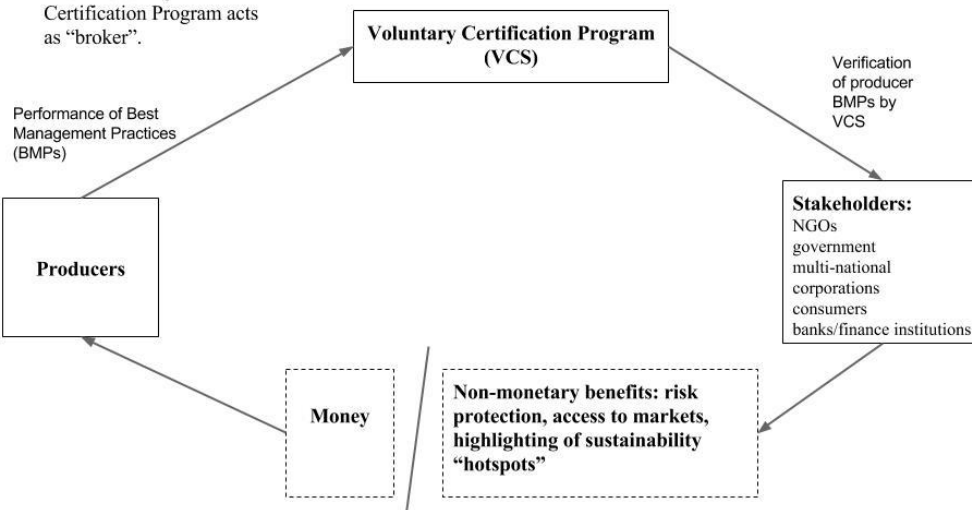 Certification Program acts
as “broker”.
Voluntary Certification Program
(VCS)
Verification
of producer
BMPs by
VCS
Performance of Best
Management Practices
(BMPs)
Stakeholders:
NGOs
government
multi-national
corporations
consumers
banks/finance institutions
Producers
Money
Non-monetary benefits: risk
protection, access to markets,
highlighting of sustainability
“hotspots”